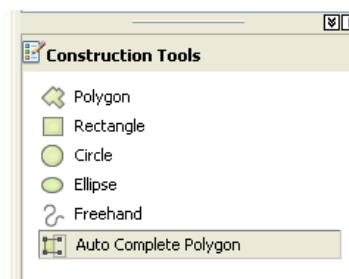 Construction Tools
Polygon
Rectangle
Circle
Ellipse
Freehand
Auto Complete Polygon